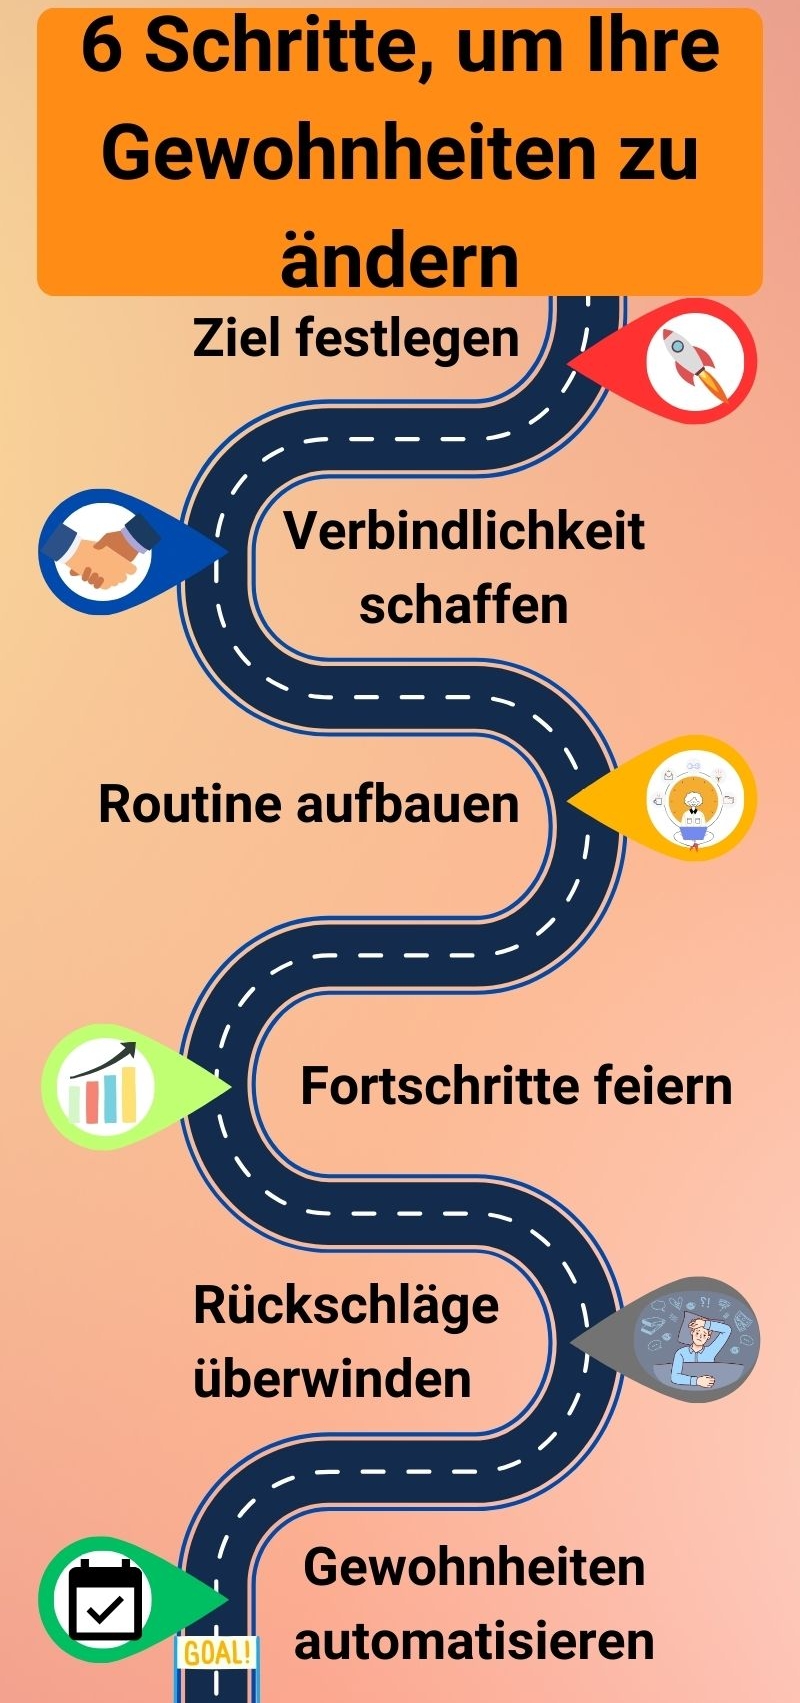 6 Schritte, um Ihre
Gewohnheiten zu
ändern
Ziel festlegen
Verbindlichkeit
schaffen
Routine aufbauen
Fortschritte feiern
Rückschläge
überwinden
Gewohnheiten
automatisieren
GOAL!